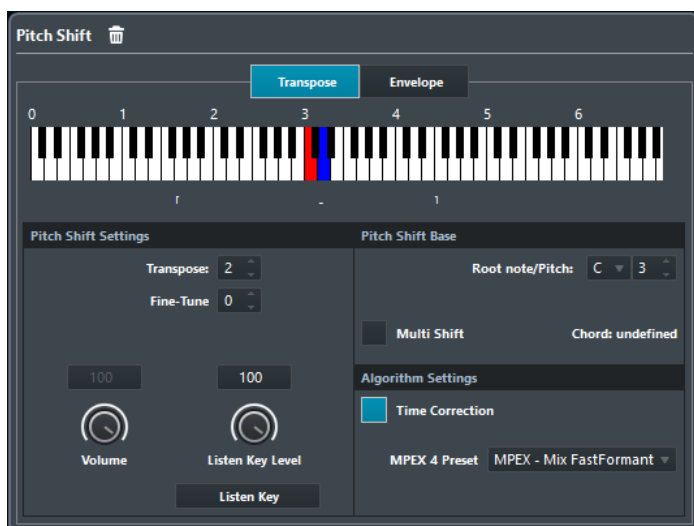 Pitch Shift
Transpose Envelope
0 1 2 3 4 5 6
Pitch Shift Settings
Transpose: 2
Fine-Tune 0
100 100
Volume Listen Key Level
Listen Key
Pitch Shift Base
Root note/Pitch: C 3
Multi Shift Chord: undefined
Algorithm Settings
Time Correction
MPEX 4 Preset MPEX - Mix FastFormant